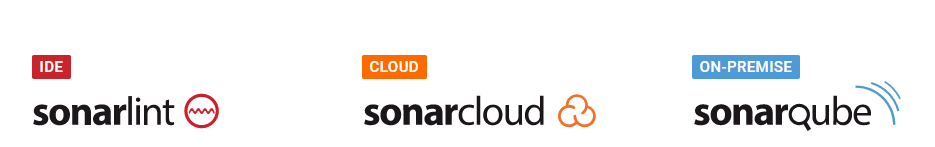 IDE
sonarlint
CLOUD
sonarcloud
ON-PREMISE
sonarqube